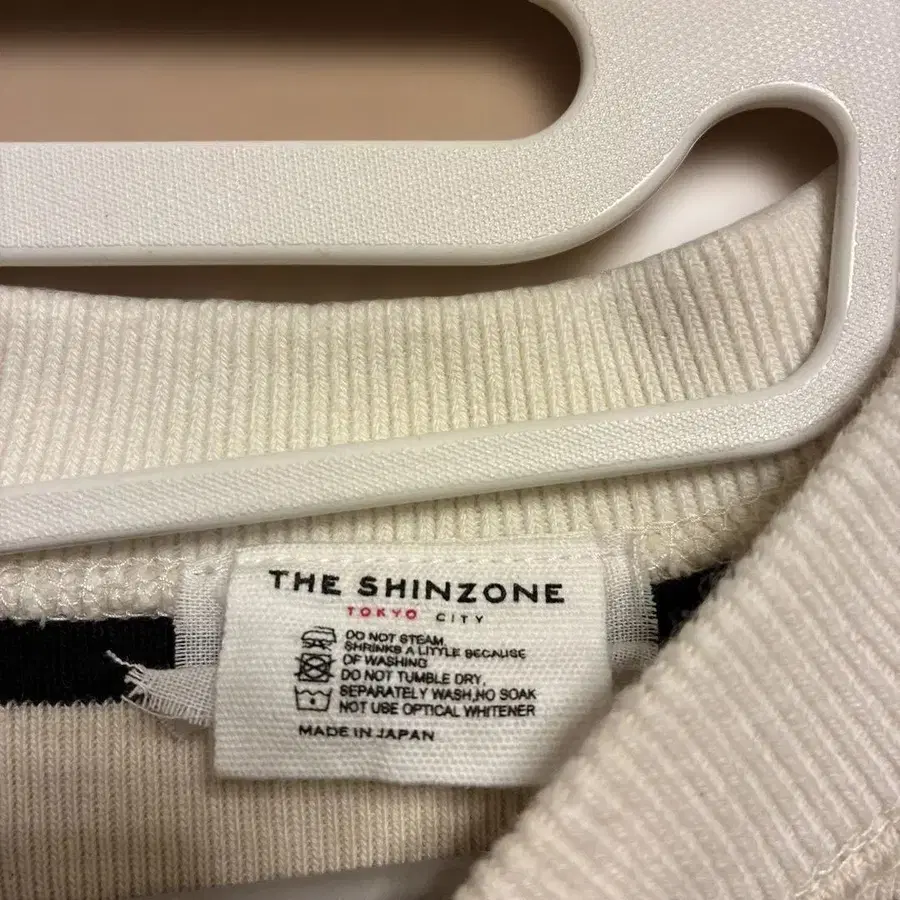 THE SHINZONE
TOKYO CITY
DO NOT STEAM.
SHRINKS A LITTLE BECAUSE
OF WASHING
DO NOT TUMBLE DRY.
SEPARATELY WASH,NO SOAK
NOT USE OPTICAL WHITENER
MADE IN JAPAN